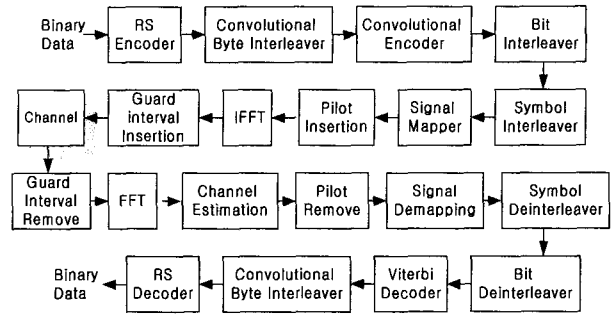 Binary
Data
RS
Encoder
Convolutional
Byte Interleaver
Convolutional
Encoder
Bit
Interleaver
Channel
Guard
interval
Insertion
IFFT
Pilot
Insertion
Signal
Mapper
Symbol
Interleaver
Guard
Interval
Remove
FFT
Channel
Estimation
Pilot
Remove
Signal
Demapping
Symbol
Deinterleaver
Binary
Data
RS
Decoder
Convolutional
Byte Interleaver
Viterbi
Decoder
Bit
Deinterleaver